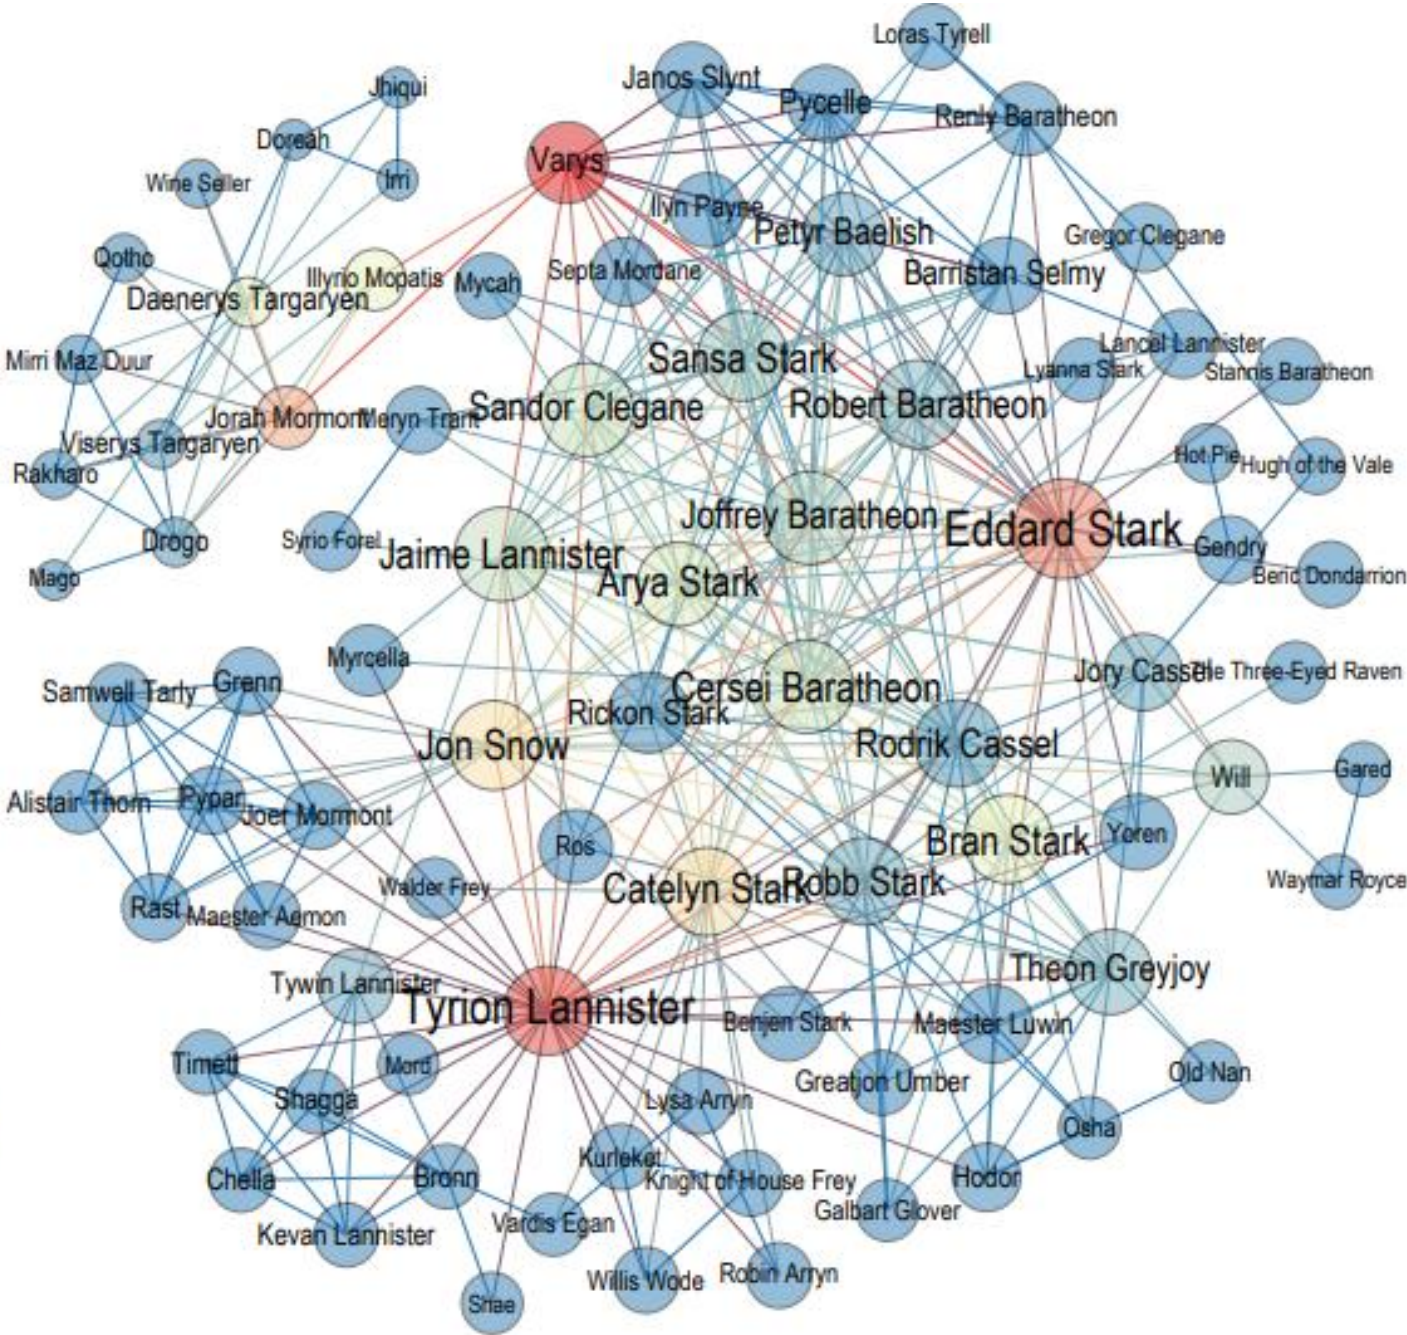 Loras Tyrell
Janos Slynt
Jhiqui
Pycelle
Renly Baratheon
Doreah
Varys
Wine Seller
Irri
Illyn Payne
Petyr Baelish
Gregor Clegane
Qotho
Septa Mordane
Barristan Selmy
Illyrio Mopatis
Mycah
Daenerys Targaryen
Lancel Lannister
Mirri Maz Duur
Sansa Stark
Lyanna Stark
Stannis Baratheon
Sandor Clegane
Robert Baratheon
Jorah Mormont
Meryn Trant
Viserys Targaryen
Hot Pie
Hugh of the Vale
Rakharo
Joffrey Baratheon
Eddard Stark
Drogo
Syrio Forel
Gendry
Jaime Lannister
Mago
Arya Stark
Beric Dondarrion
Myrcella
Jory Cassel
The Three-Eyed Raven
Grenn
Samwell Tarly
Cersei Baratheon
Rickon Stark
Jon Snow
Rodrik Cassel
Gared
Will
Pypar
Alistair Thorn
Joer Mormont
Yoren
Bran Stark
Ros
Waymar Royce
Robb Stark
Walder Frey
Catelyn Stark
Rast
Maester Aemon
Theon Greyjoy
Tywin Lannister
Tyrion Lannister
Benjen Stark
Maester Luwin
Timett
Mord
Old Nan
Greatjon Umber
Shagga
Lysa Arryn
Osha
Kurleket
Bronn
Chella
Knight of House Frey
Hodor
Galbart Glover
Vardis Egan
Kevan Lannister
Robin Arryn
Willis Wode
Shae